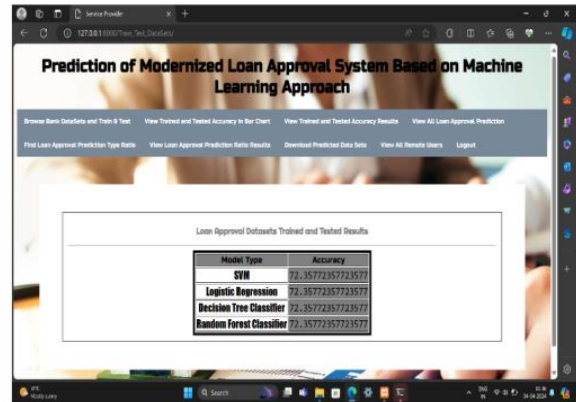 Service Provider
127.0.0.1:8000/Train_Test_DataSets/
Prediction of Modernized Loan Approval System Based on Machine
Learning Approach
Browse Bank DataSets and Train & Test View Trained and Tested Accuracy in Bar Chart View Trained and Tested Accuracy Results View All Loan Approval Prediction
Find Loan Approval Prediction Type Ratio View Loan Approval Prediction Ratio Results Download Predicted Data Sets View All Remote Users Logout
Loan Approval Datasets Trained and Tested Results
Model Type Accuracy
SVM 72.35772357723577
Logistic Regression 72.35772357723577
Decision Tree Classifier 72.35772357723577
Random Forest Classifier 72.35772357723577
Mostly sunny
Search
ENG
IN